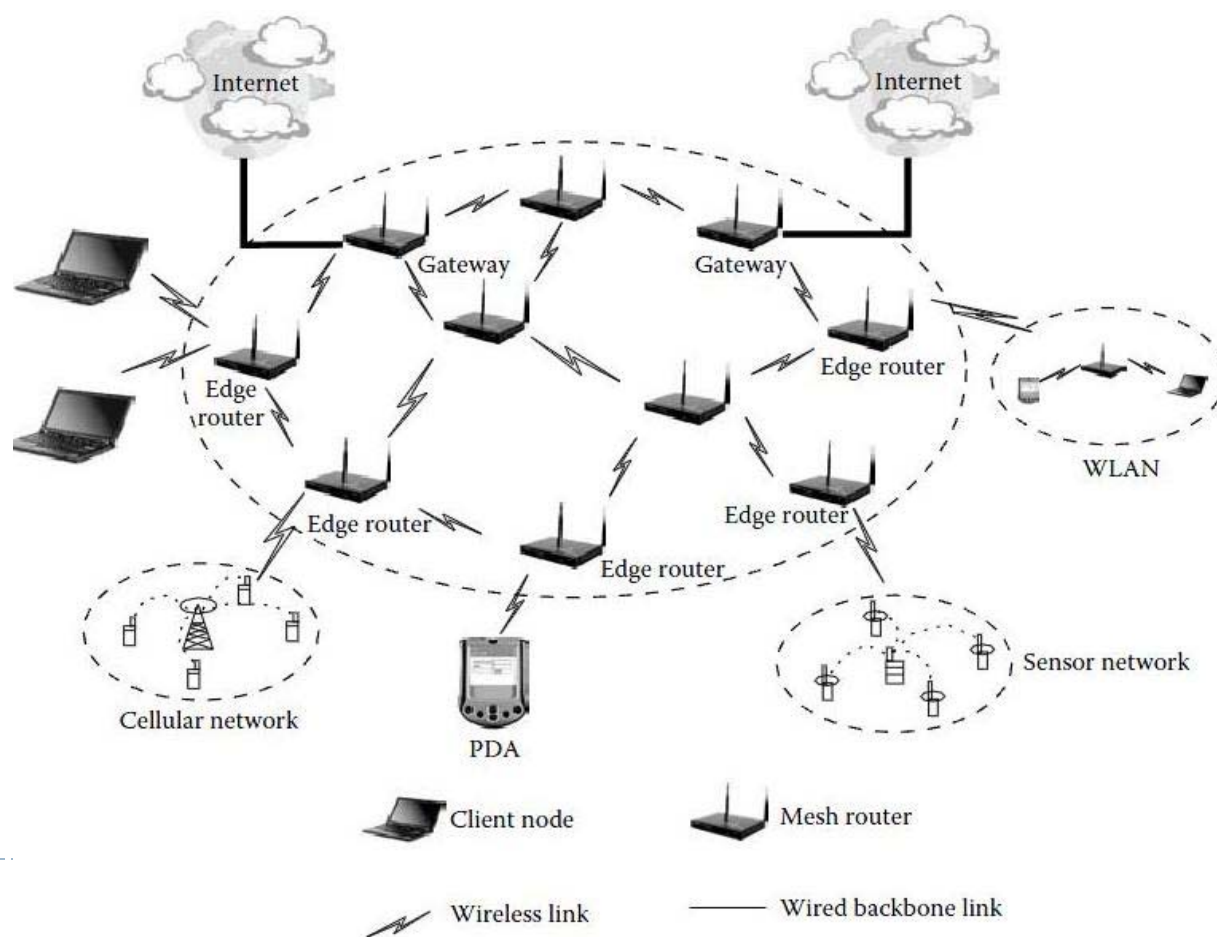 Internet
Internet
Gateway
Gateway
Edge
router
Edge router
Edge router
Edge router
Edge router
WLAN
Cellular network
PDA
Sensor network
Client node
Mesh router
Wireless link
Wired backbone link